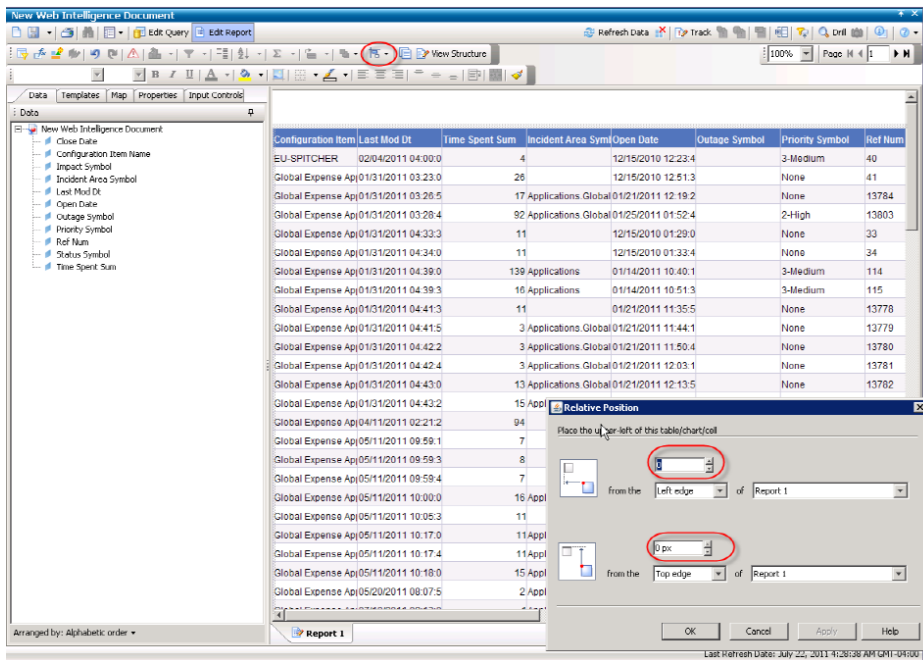 New Web Intelligence Document
Edit Query Edit Report Refresh Data Track Drill
View Structure 100% Page 1
Data Templates Map Properties Input Controls
Data
New Web Intelligence Document
Close Date
Configuration Item Name
Impact Symbol
Incident Area Symbol
Last Mod Dt
Open Date
Outage Symbol
Priority Symbol
Ref Num
Status Symbol
Time Spent Sum
Configuration Item Last Mod Dt Time Spent Sum Incident Area Symb Open Date Outage Symbol Priority Symbol Ref Num
EU-SPITCHER 02/04/2011 04:00:0 4 12/15/2010 12:23:4 3-Medium 40
Global Expense Ap 01/31/2011 03:23:0 26 12/15/2010 12:51:3 None 41
Global Expense Ap 01/31/2011 03:26:5 17 Applications.Global 01/21/2011 12:19:2 None 13784
Global Expense Ap 01/31/2011 03:28:4 92 Applications.Global 01/25/2011 01:52:4 2-High 13803
Global Expense Ap 01/31/2011 04:33:3 11 12/15/2010 01:29:0 None 33
Global Expense Ap 01/31/2011 04:34:0 11 12/15/2010 01:33:4 None 34
Global Expense Ap 01/31/2011 04:39:0 139 Applications 01/14/2011 10:40:1 3-Medium 114
Global Expense Ap 01/31/2011 04:39:3 16 Applications 01/14/2011 10:51:3 3-Medium 115
Global Expense Ap 01/31/2011 04:41:3 11 01/21/2011 11:35:5 None 13778
Global Expense Ap 01/31/2011 04:41:5 3 Applications.Global 01/21/2011 11:44:1 None 13779
Global Expense Ap 01/31/2011 04:42:2 3 Applications.Global 01/21/2011 11:50:4 None 13780
Global Expense Ap 01/31/2011 04:42:4 3 Applications.Global 01/21/2011 12:03:1 None 13781
Global Expense Ap 01/31/2011 04:43:0 13 Applications.Global 01/21/2011 12:13:5 None 13782
Global Expense Ap 01/31/2011 04:43:2 15 Appl
Global Expense Ap 04/11/2011 02:21:2 94
Global Expense Ap 05/11/2011 09:59:1 7
Global Expense Ap 05/11/2011 09:59:3 8
Global Expense Ap 05/11/2011 09:59:4 7
Global Expense Ap 05/11/2011 10:00:0 16 Appl
Global Expense Ap 05/11/2011 10:05:3 11
Global Expense Ap 05/11/2011 10:17:0 11 Appl
Global Expense Ap 05/11/2011 10:17:4 11 Appl
Global Expense Ap 05/11/2011 10:18:0 15 Appl
Global Expense Ap 05/20/2011 08:07:5 2 Appl
Relative Position
Place the upper-left of this table/chart/cell
0
from the Left edge of Report 1
0 px
from the Top edge of Report 1
OK Cancel Apply Help
Arranged by: Alphabetic order Report 1
Last Refresh Date: July 22, 2011 4:28:38 AM GMT-04:00